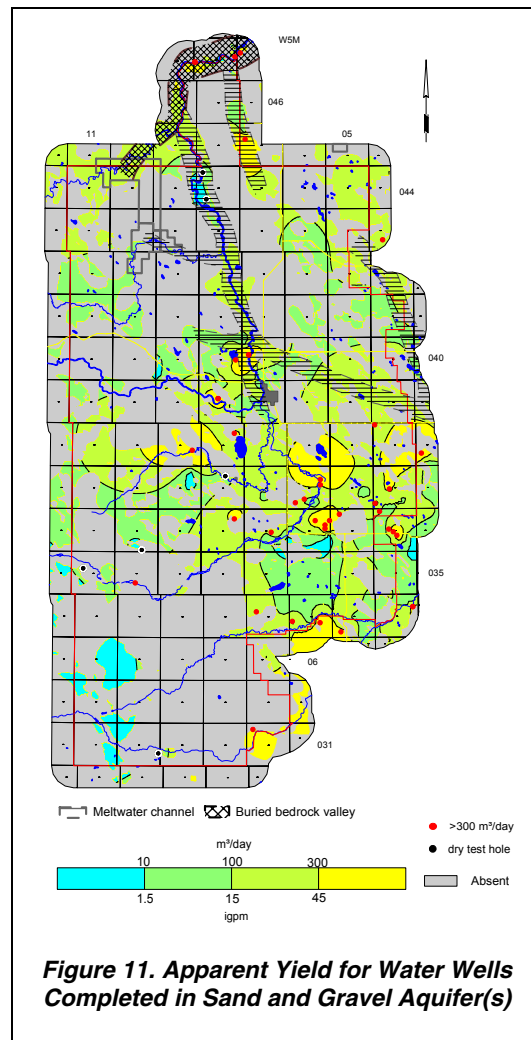 W5M
046
11
05
044
040
035
06
031
Meltwater channel Buried bedrock valley
>300 m³/day
dry test hole
Absent
m³/day
10 100 300
1.5 15 45
igpm
Figure 11. Apparent Yield for Water Wells
Completed in Sand and Gravel Aquifer(s)